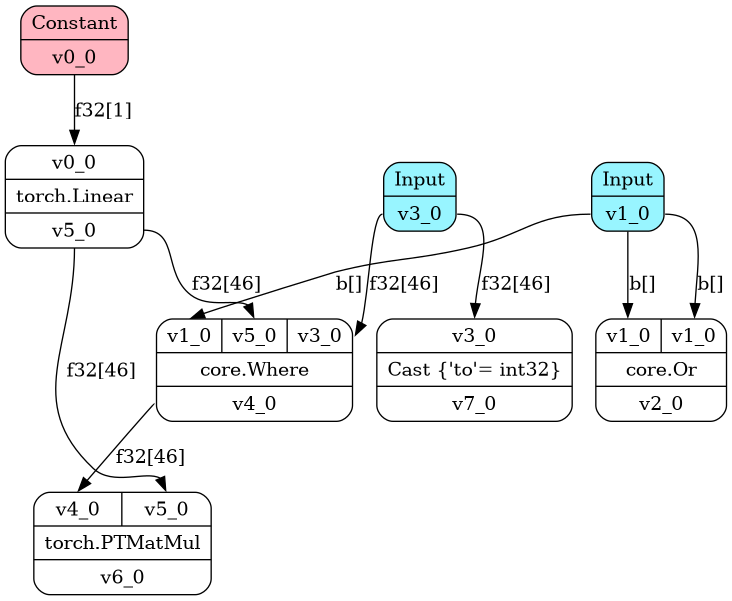 Constant
v0_0
f32[1]
v0_0
torch.Linear
v5_0
Input
v3_0
Input
v1_0
f32[46]
b[]
f32[46]
f32[46]
b[]
b[]
v1_0 v5_0 v3_0
core.Where
v4_0
v3_0
Cast {'to'= int32}
v7_0
v1_0 v1_0
core.Or
v2_0
f32[46]
f32[46]
v4_0 v5_0
torch.PTMatMul
v6_0